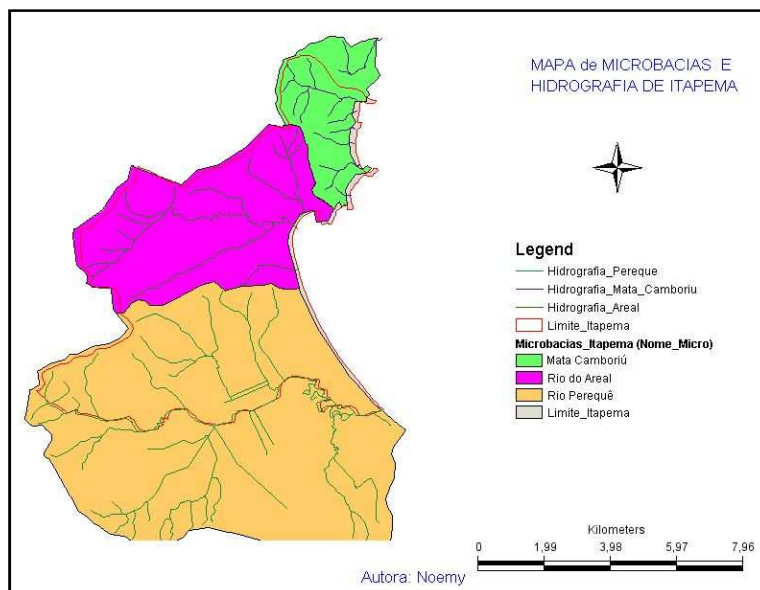 MAPA de MICROBACIAS E
HIDROGRAFIA DE ITAPEMA
Legend
Hidrografia_Pereque
Hidrografia_Mata_Camboriu
Hidrografia_Areal
Limite_Itapema
Microbacias_Itapema (Nome_Micro)
Mata Camboriú
Rio do Areal
Rio Perequê
Limite_Itapema
Kilometers
0 1,99 3,98 5,97 7,96
Autora: Noemy